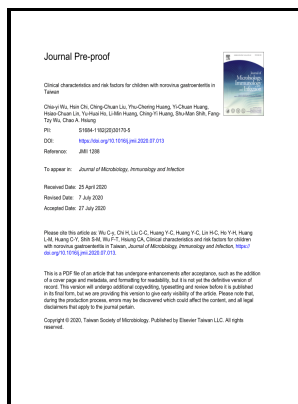 Journal Pre-proof
Clinical characteristics and risk factors for children with norovirus gastroenteritis in
Taiwan
Chia-yi Wu, Hsin Chi, Ching-Chuan Liu, Yhu-Chering Huang, Yi-Chuan Huang,
Hsiao-Chuan Lin, Yu-Huai Ho, Li-Min Huang, Ching-Yi Huang, Shu-Man Shih, Fang-
Tzy Wu, Chao A. Hsiung
PII: S1684-1182(20)30170-5
DOI: https://doi.org/10.1016/j.jmii.2020.07.013
Reference: JMII 1288
To appear in: Journal of Microbiology, Immunology and Infection
Received Date: 25 April 2020
Revised Date: 7 July 2020
Accepted Date: 27 July 2020
Please cite this article as: Wu C-y, Chi H, Liu C-C, Huang Y-C, Huang Y-C, Lin H-C, Ho Y-H, Huang
L-M, Huang C-Y, Shih S-M, Wu F-T, Hsiung CA, Clinical characteristics and risk factors for children
with norovirus gastroenteritis in Taiwan, Journal of Microbiology, Immunology and Infection, https://
doi.org/10.1016/j.jmii.2020.07.013.
This is a PDF file of an article that has undergone enhancements after acceptance, such as the addition
of a cover page and metadata, and formatting for readability, but it is not yet the definitive version of
record. This version will undergo additional copyediting, typesetting and review before it is published
in its final form, but we are providing this version to give early visibility of the article. Please note that,
during the production process, errors may be discovered which could affect the content, and all legal
disclaimers that apply to the journal pertain.
Copyright © 2020, Taiwan Society of Microbiology. Published by Elsevier Taiwan LLC. All rights
reserved.